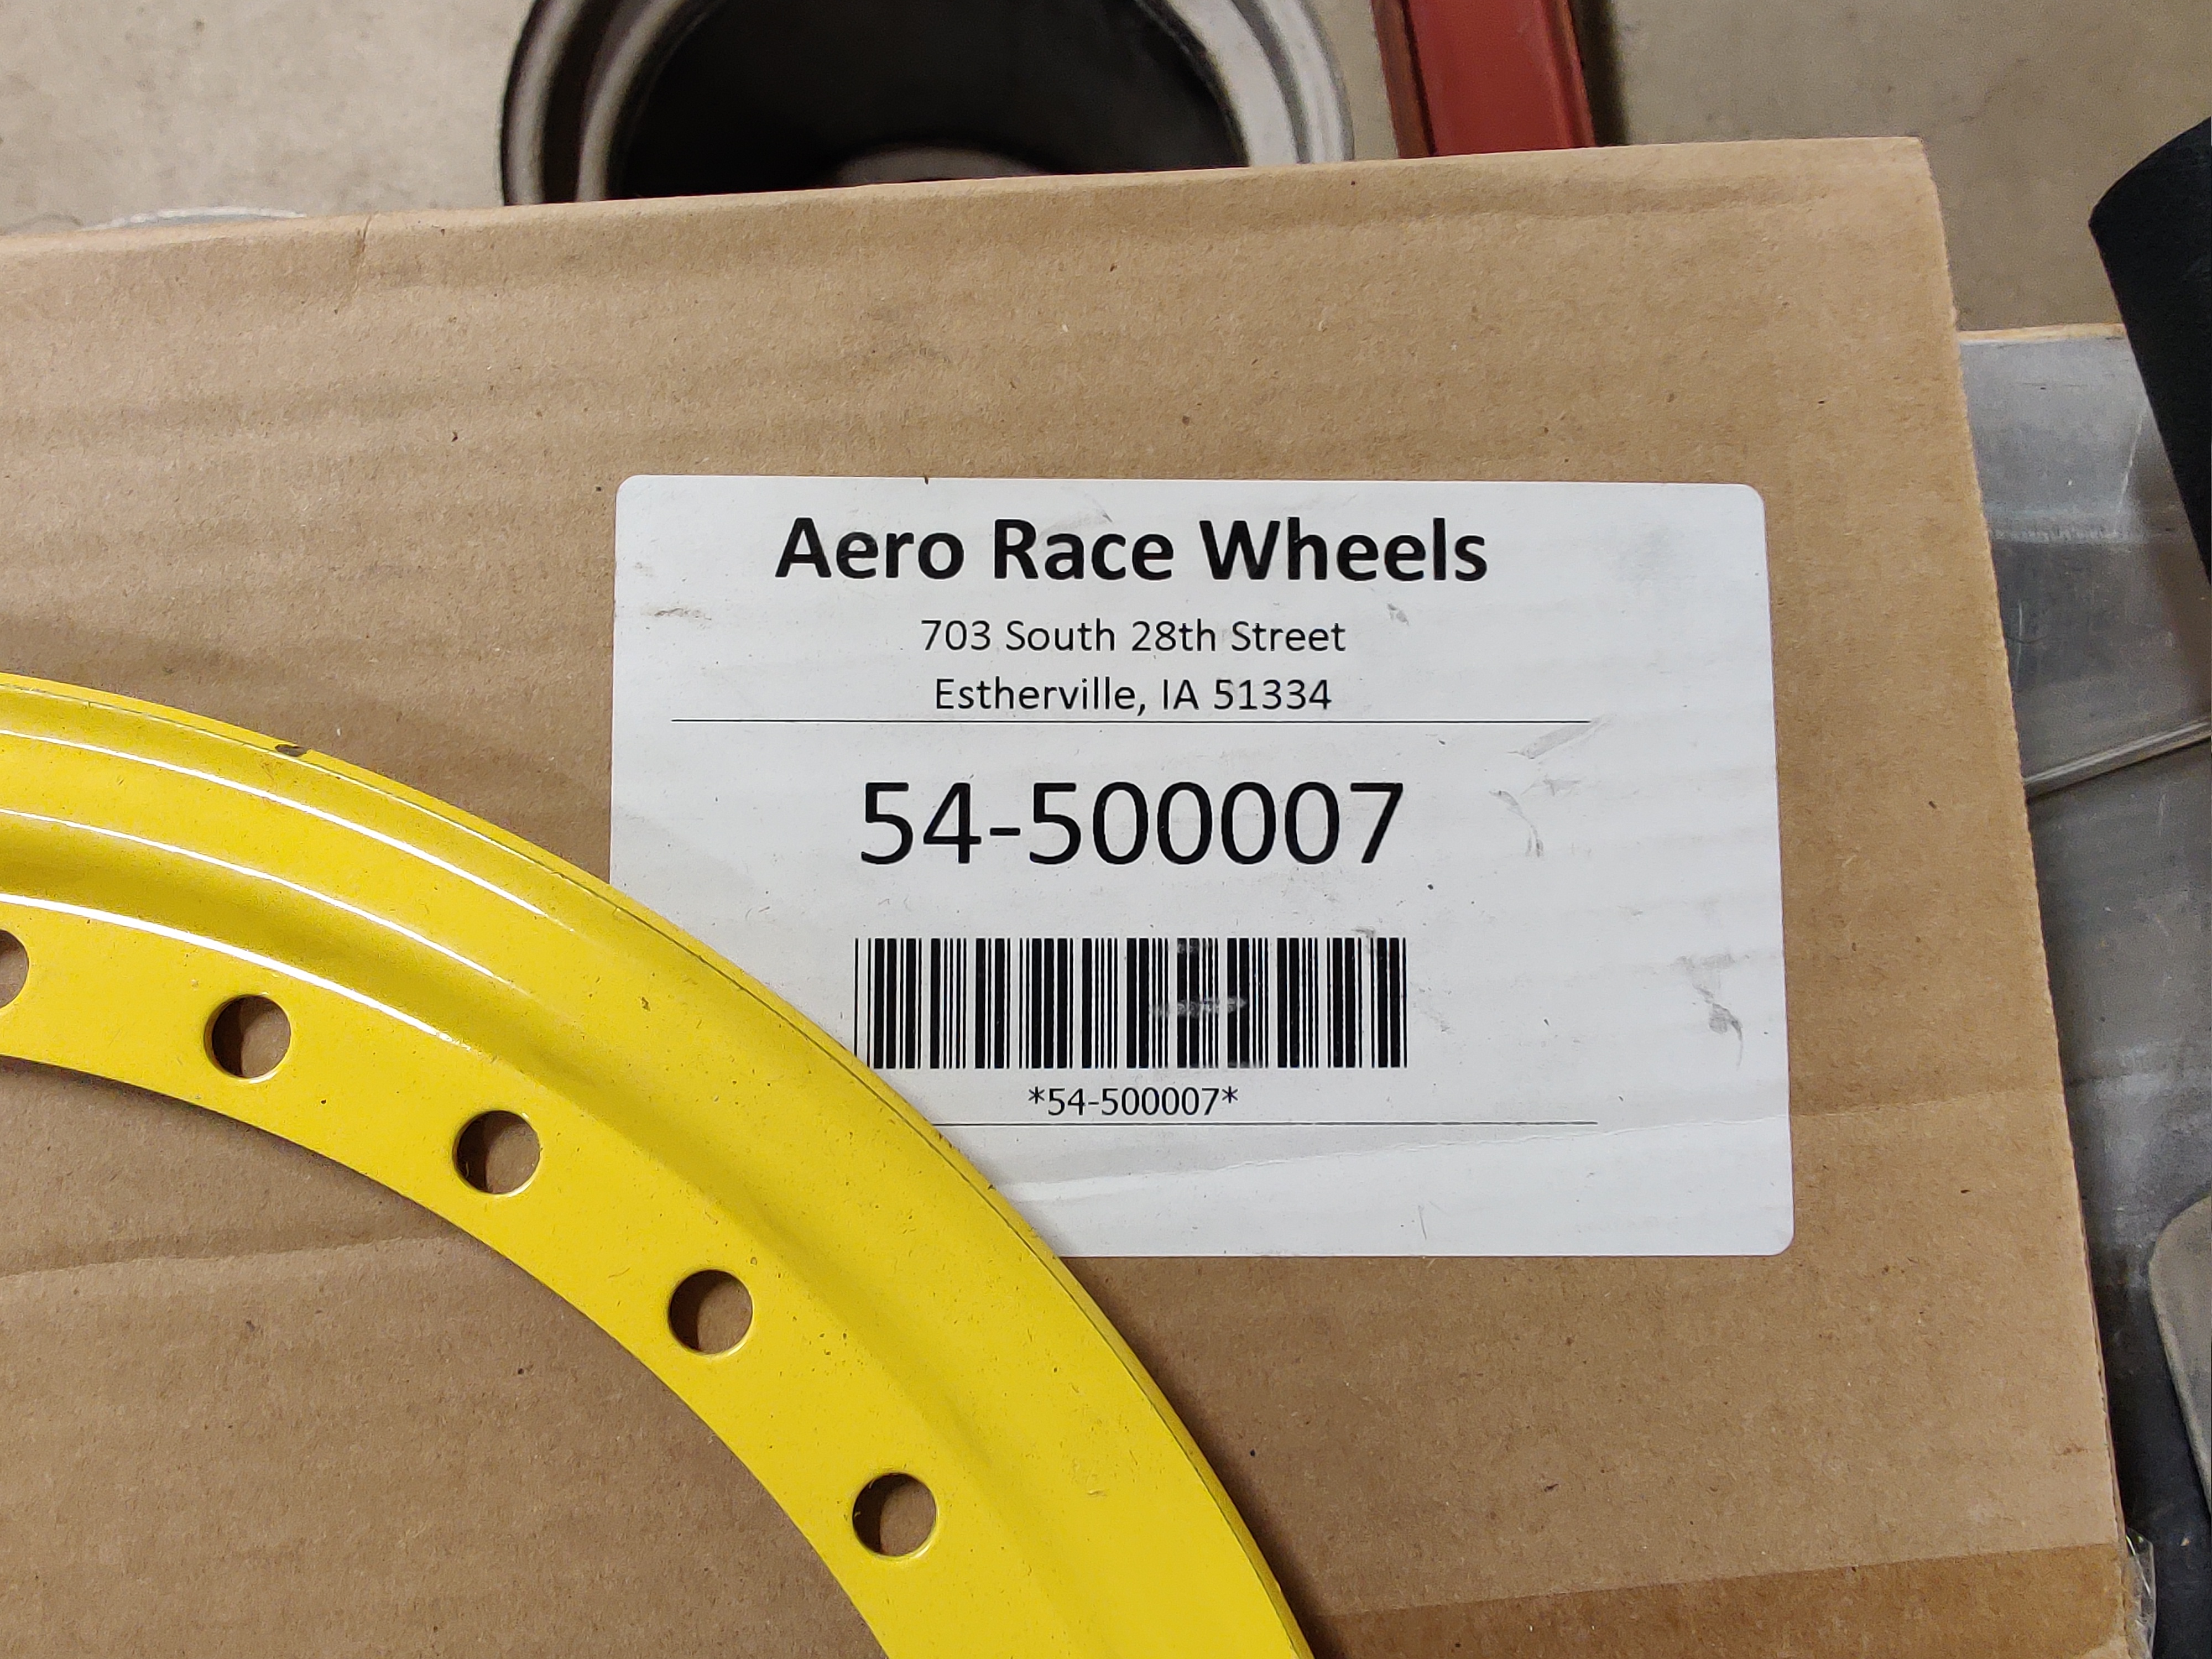 Aero Race Wheels
703 South 28th Street
Estherville, IA 51334
54-500007
*54-500007*